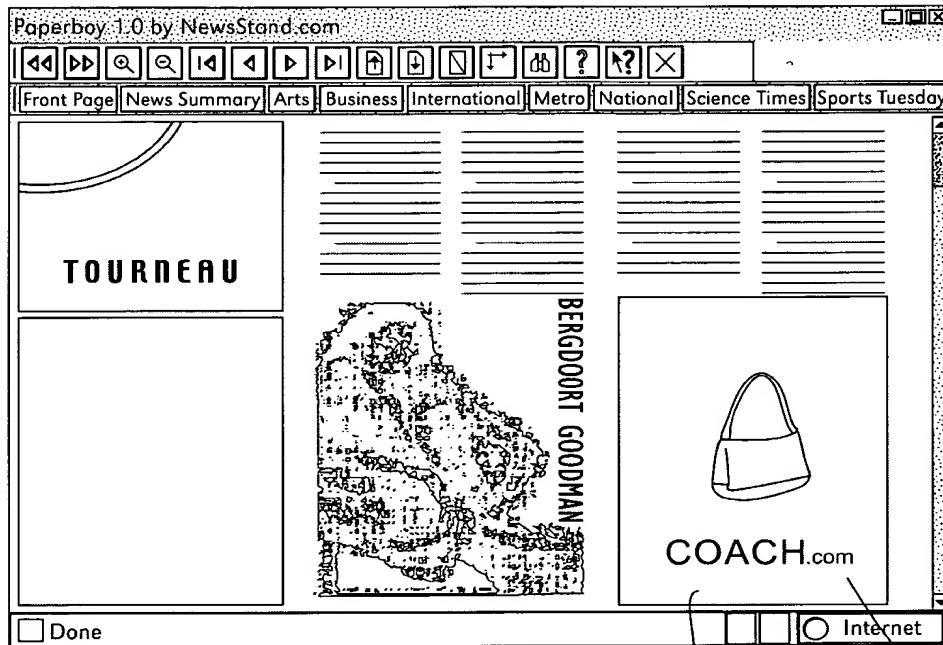 Paperboy 1.0 by NewsStand.com
? ?
Front Page News Summary Arts Business International Metro National Science Times Sports Tuesday
TOURNEAU
BERGDOORT GOODMAN
COACH.com
Done Internet